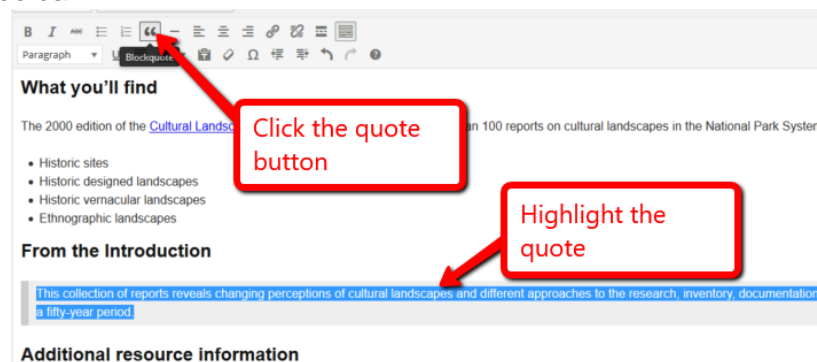 B I ABC
Paragraph U Blockquote Ω
What you'll find
The 2000 edition of the Cultural Landsc an 100 reports on cultural landscapes in the National Park System
Click the quote
button
• Historic sites
• Historic designed landscapes
• Historic vernacular landscapes
• Ethnographic landscapes
Highlight the
quote
From the Introduction
This collection of reports reveals changing perceptions of cultural landscapes and different approaches to the research, inventory, documentation
a fifty-year period.
Additional resource information